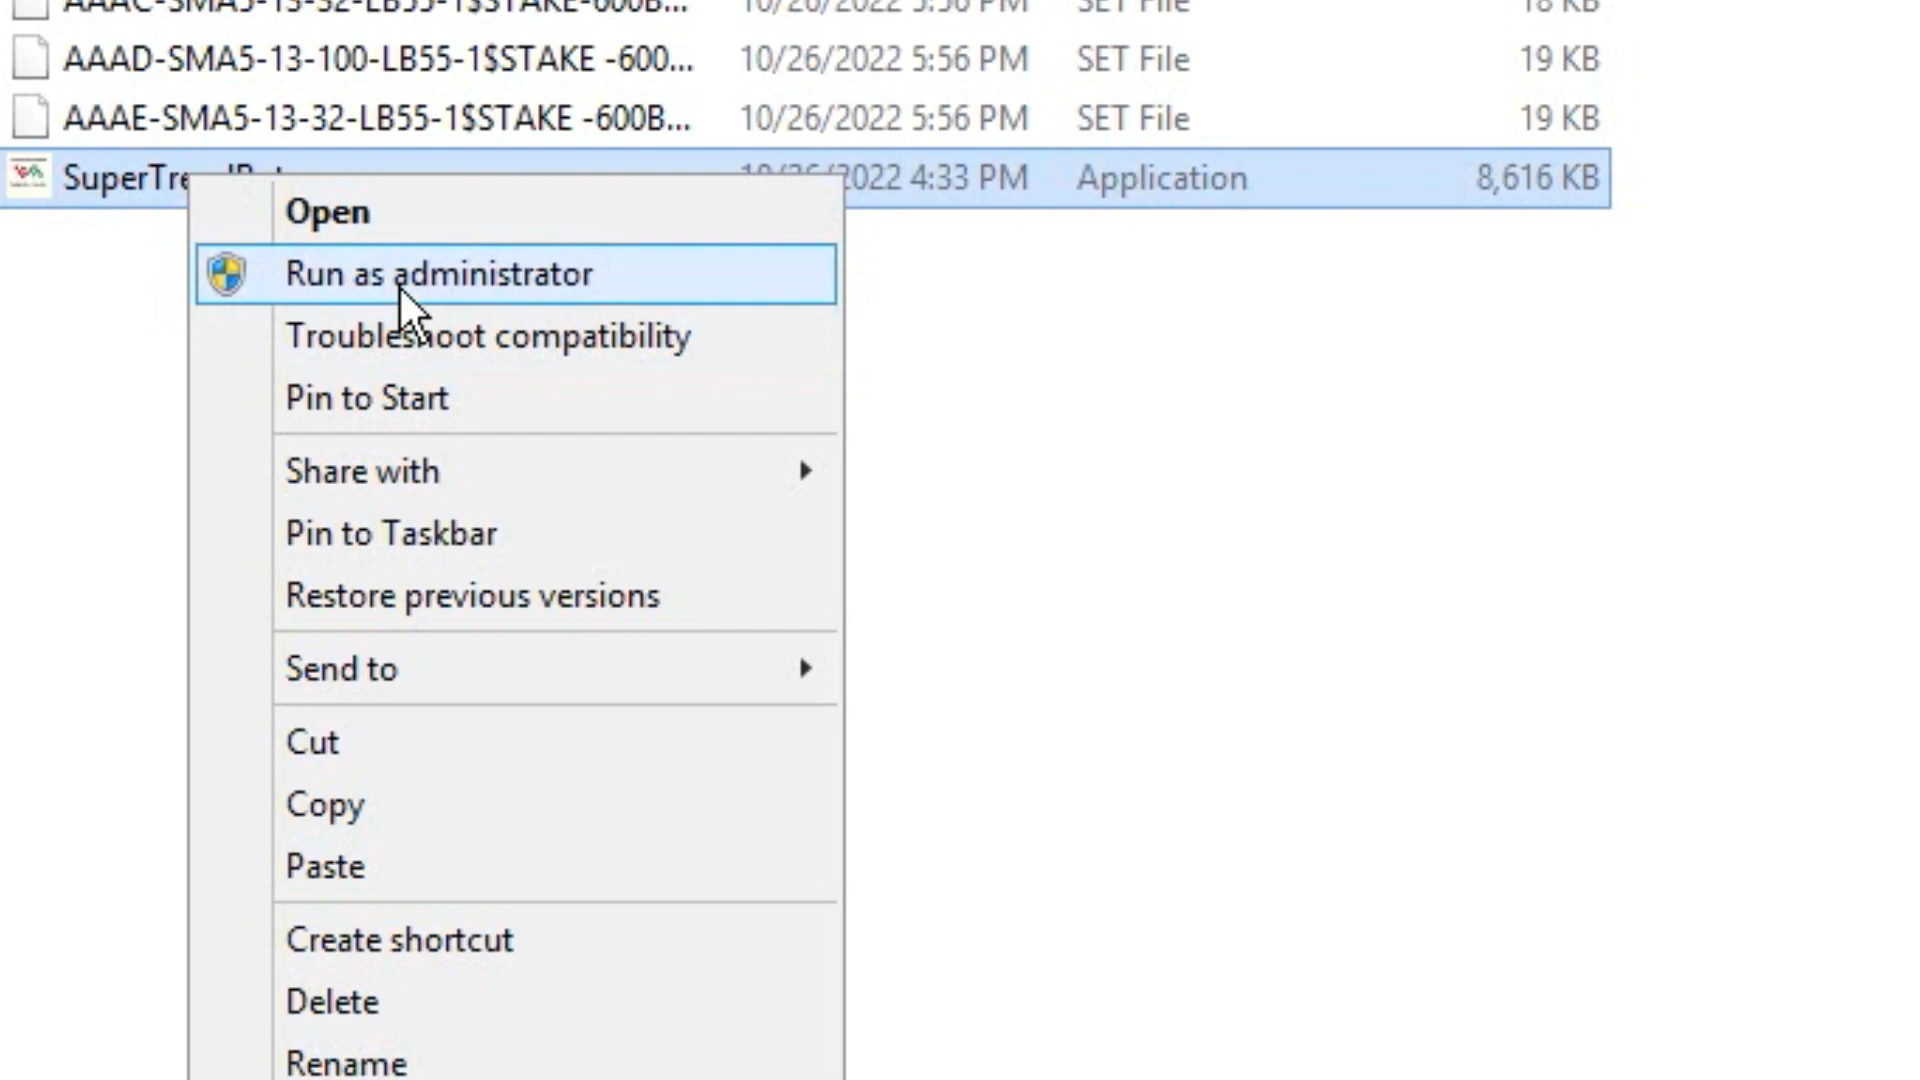 AAAC-SMA5-13-32-LB55-1$STAKE-600B... 10/26/2022 5:56 PM SET File 18 KB
AAAD-SMA5-13-100-LB55-1$STAKE -600... 10/26/2022 5:56 PM SET File 19 KB
AAAE-SMA5-13-32-LB55-1$STAKE -600B... 10/26/2022 5:56 PM SET File 19 KB
SuperTre 10/26/2022 4:33 PM Application 8,616 KB
Open
Run as administrator
Troubleshoot compatibility
Pin to Start
Share with
Pin to Taskbar
Restore previous versions
Send to
Cut
Copy
Paste
Create shortcut
Delete
Rename